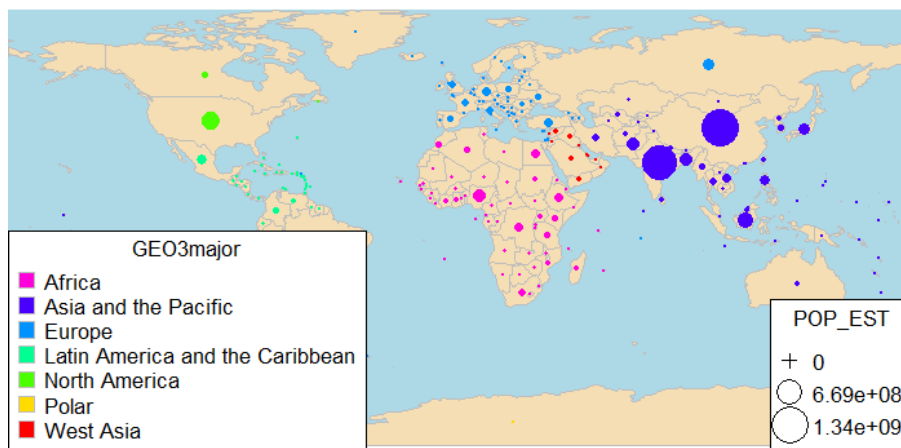 GEO3major
Africa
Asia and the Pacific
Europe
Latin America and the Caribbean
North America
Polar
West Asia
POP_EST
0
6.69e+08
1.34e+09